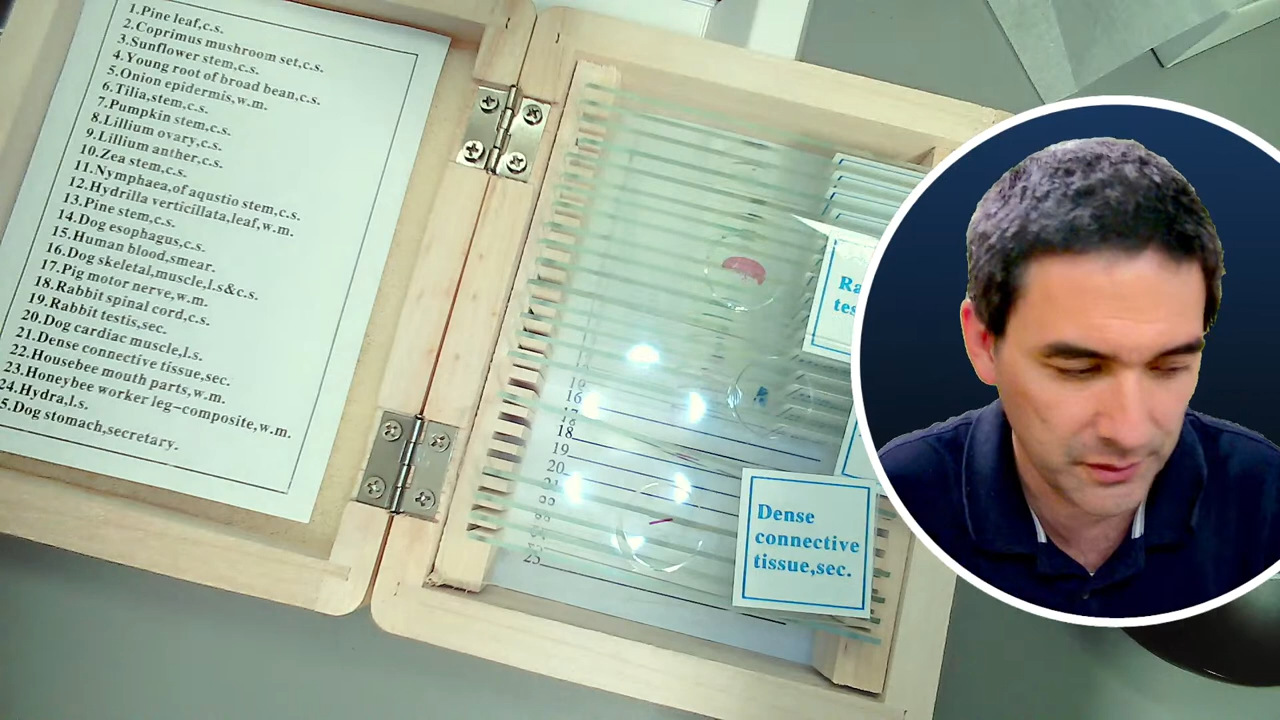 1.Pine leaf,c.s.
2.Coprimus mushroom set,c.s.
3.Sunflower stem,c.s.
4.Young root of broad bean,c.s.
5.Onion epidermis,w.m.
6.Tilia,stem,c.s.
7.Pumpkin stem,c.s.
8.Lillium ovary,c.s.
9.Lillium anther,c.s.
10.Zea stem,c.s.
11.Nymphaea,of aqustio stem,c.s.
12.Hydrilla verticillata,leaf,w.m.
13.Pine stem,c.s.
14.Dog esophagus,c.s.
15.Human blood,smear.
16.Dog skeletal,muscle,l.s&c.s.
17.Pig motor nerve,w.m.
18.Rabbit spinal cord,c.s.
19.Rabbit testis,sec.
20.Dog cardiac muscle,l.s.
21.Dense connective tissue,sec.
22.Housebee mouth parts,w.m.
23.Honeybee worker leg-composite,w.m.
24.Hydra,l.s.
5.Dog stomach,secretary.
16
18
19
20
25
Dense
connective
tissue,sec.